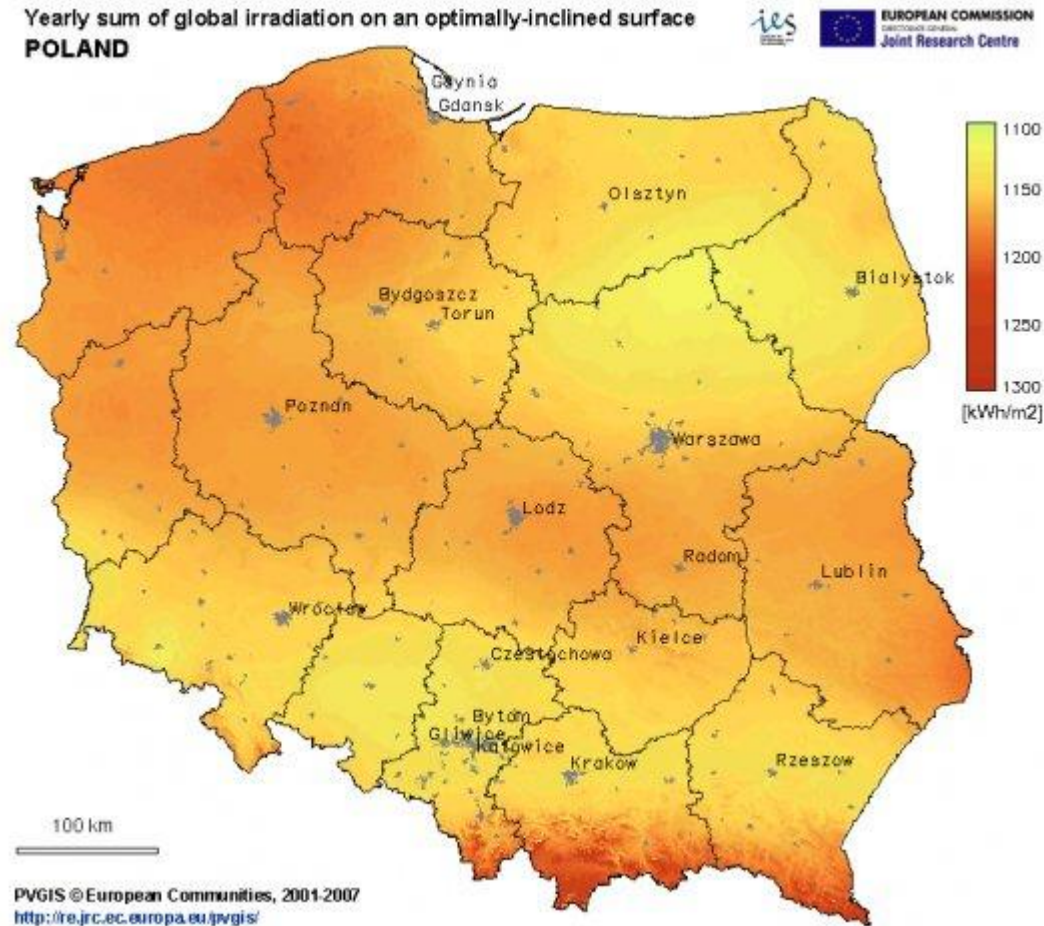 Yearly sum of global irradiation on an optimally-inclined surface
POLAND
ies
EUROPEAN COMMISSION
DIRECTORATE GENERAL
Joint Research Centre
Gdynia
Gdansk
1100
1150
1200
1250
1300
[kWh/m2]
Olsztyn
Bialystok
Bydgoszcz
Torun
Poznan
Warszawa
Lodz
Radom
Lublin
Wroclaw
Kielce
Czestochowa
Bytom
Gliwice
Katowice
Krakow
Rzeszow
100 km
PVGIS © European Communities, 2001-2007
http://re.jrc.ec.europa.eu/pvgis/